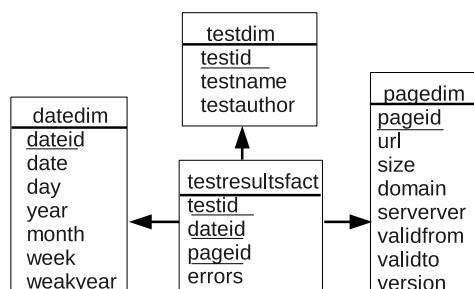 testdim
testid
testname
testauthor
datedim
dateid
date
day
year
month
week
weakyear
testresultsfact
testid
dateid
pageid
errors
pagedim
pageid
url
size
domain
serverver
validfrom
validto
version